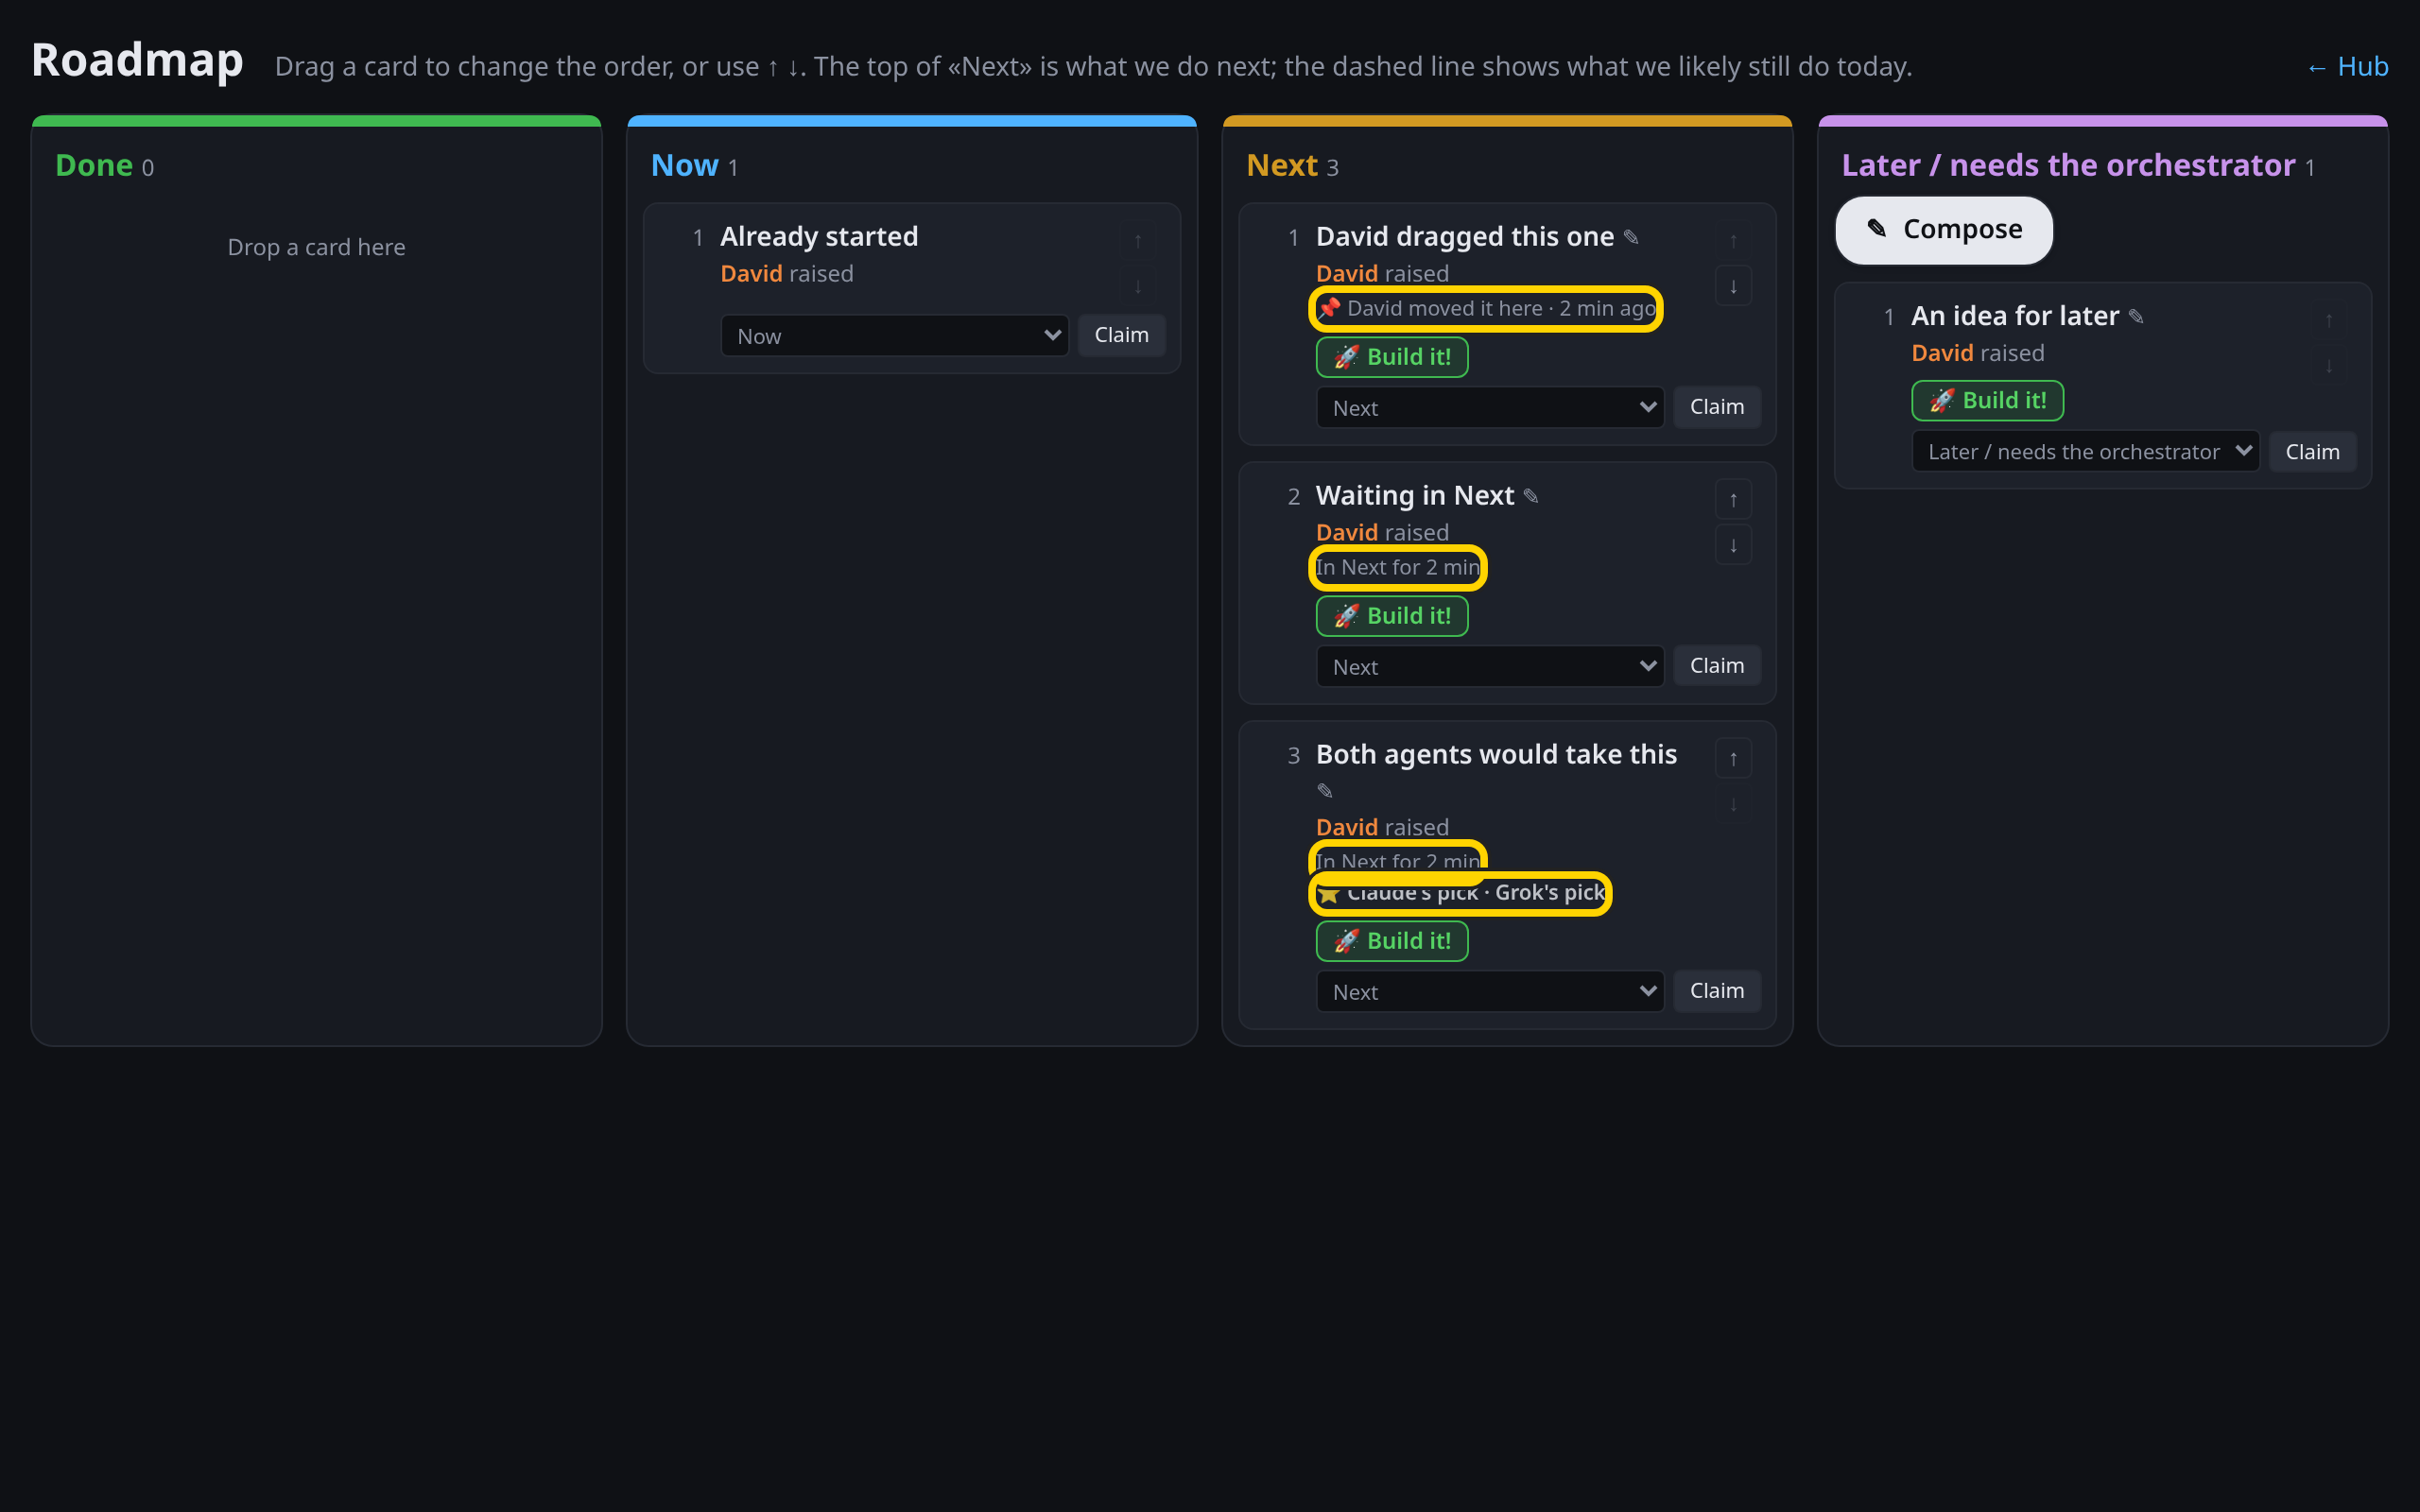 Roadmap
Drag a card to change the order, or use ↑ ↓. The top of «Next» is what we do next; the dashed line shows what we likely still do today.
← Hub
Done 0
Drop a card here
Now 1
1 Already started
↑
David raised
↓
Now
Claim
Next 3
1 David dragged this one ✎
↑
David raised
↓
📌 David moved it here · 2 min ago
🚀 Build it!
Next
Claim
2 Waiting in Next ✎
↑
David raised
↓
In Next for 2 min
🚀 Build it!
Next
Claim
3 Both agents would take this
✎
↑
↓
David raised
In Next for 2 min
⭐ Claude's pick · Grok's pick
🚀 Build it!
Next
Claim
Later / needs the orchestrator 1
✎ Compose
1 An idea for later ✎
↑
David raised
↓
🚀 Build it!
Later / needs the orchestrator
Claim